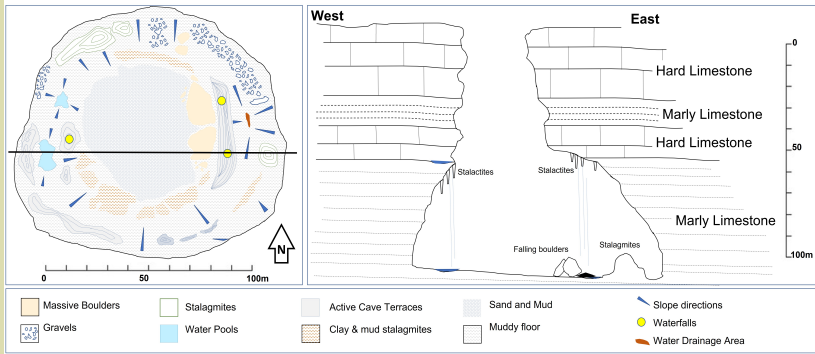 West
East
0
Hard Limestone
Marly Limestone
Hard Limestone
50
Stalactites
Stalactites
Marly Limestone
Falling boulders
Stalagmites
100m
N
0 50 100m
Massive Boulders
Stalagmites
Active Cave Terraces
Sand and Mud
Slope directions
Gravels
Water Pools
Clay & mud stalagmites
Muddy floor
Waterfalls
Water Drainage Area